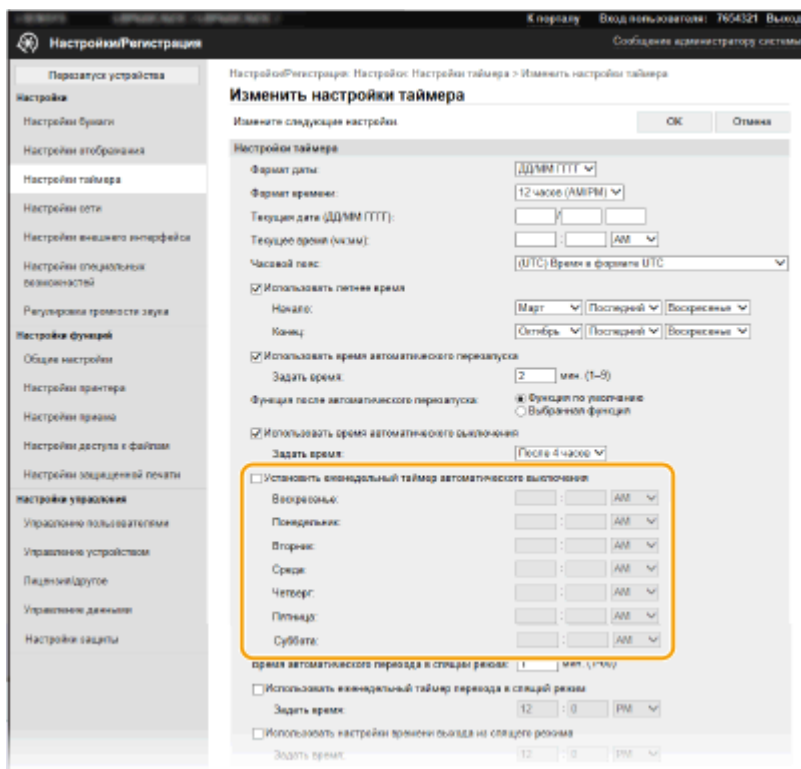 К порталу Вход пользователя: 7654321 Выход
Настройки/Регистрация
Сообщение администратору системы
Перезапуск устройства
Настройки
Настройки бумаги
Настройки отображения
Настройки таймера
Настройки сети
Настройки внешнего интерфейса
Настройки специальных
возможностей
Регулировка громкости звука
Настройки функций
Общие настройки
Настройки принтера
Настройки приема
Настройки доступа к файлам
Настройки защищенной печати
Настройки управления
Управление пользователями
Управление устройством
Лицензия/другое
Управление данными
Настройки защиты
Настройки/Регистрация: Настройки: Настройки таймера > Изменить настройки таймера
Изменить настройки таймера
Измените следующие настройки.
OK Отмена
Настройки таймера
Формат даты: ДД/ММ ГГГГ
Формат времени: 12 часов (AM/PM)
Текущая дата (ДД/ММ ГГГГ): /
Текущее время (чч:мм): : AM
Часовой пояс: (UTC) Время в формате UTC
Использовать летнее время
Начало: Март Последний Воскресенье
Конец: Октябрь Последний Воскресенье
Использовать время автоматического перезапуска
Задать время: 2 мин. (1–9)
Функция после автоматического перезапуска: Функция по умолчанию
Выбранная функция
Использовать время автоматического выключения
Задать время: После 4 часов
Установить еженедельный таймер автоматического выключения
Воскресенье: : AM
Понедельник: : AM
Вторник: : AM
Среда: : AM
Четверг: : AM
Пятница: : AM
Суббота: : AM
Время автоматического перехода в спящий режим: 1 мин. (1-60)
Использовать еженедельный таймер перехода в спящий режим
Задать время: 12 : 0 PM
Использовать настройки времени выхода из спящего режима
Задать время: 12 : 0 PM